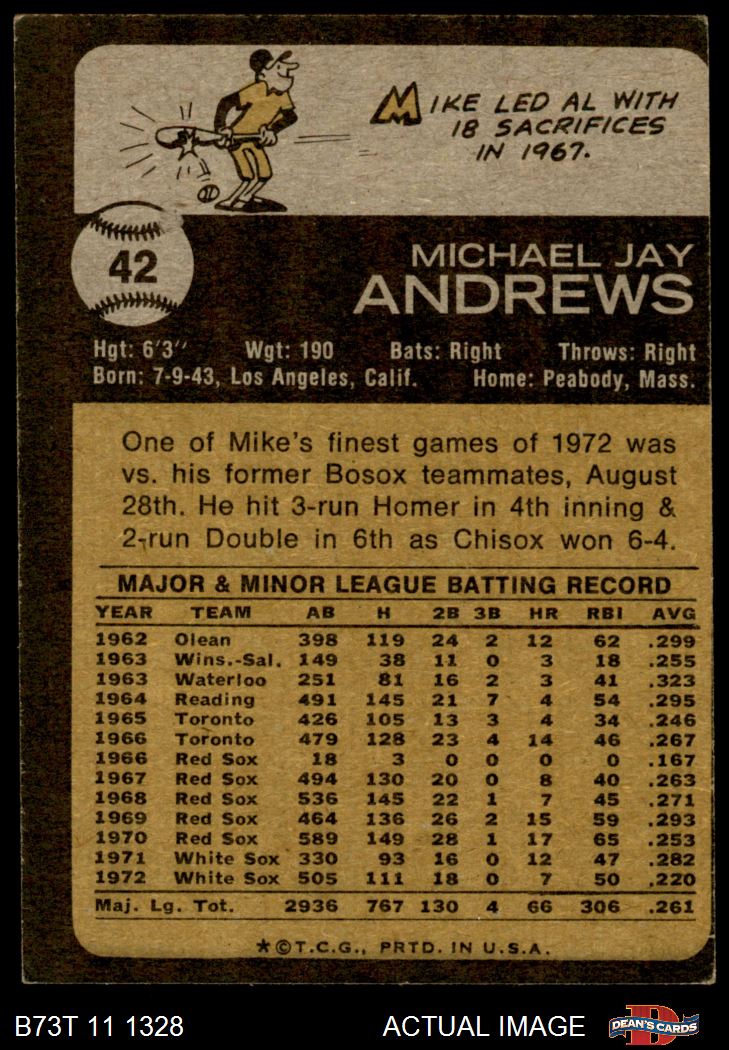 MIKE LED AL WITH
18 SACRIFICES
IN 1967.
42
MICHAEL JAY
ANDREWS
Hgt: 6'3" Wgt: 190 Bats: Right Throws: Right
Born: 7-9-43, Los Angeles, Calif. Home: Peabody, Mass.
One of Mike's finest games of 1972 was
vs. his former Bosox teammates, August
28th. He hit 3-run Homer in 4th inning &
2-run Double in 6th as Chisox won 6-4.
MAJOR & MINOR LEAGUE BATTING RECORD
YEAR TEAM AB H 2B 3B HR RBI AVG
1962 Olean 398 119 24 2 12 62 .299
1963 Wins.-Sal. 149 38 11 0 3 18 .255
1963 Waterloo 251 81 16 2 3 41 .323
1964 Reading 491 145 21 7 4 54 .295
1965 Toronto 426 105 13 3 4 34 .246
1966 Toronto 479 128 23 4 14 46 .267
1966 Red Sox 18 3 0 0 0 0 .167
1967 Red Sox 494 130 20 0 8 40 .263
1968 Red Sox 536 145 22 1 7 45 .271
1969 Red Sox 464 136 26 2 15 59 .293
1970 Red Sox 589 149 28 1 17 65 .253
1971 White Sox 330 93 16 0 12 47 .282
1972 White Sox 505 111 18 0 7 50 .220
Maj. Lg. Tot. 2936 767 130 4 66 306 .261
*©T.C.G., PRTD. IN U.S.A.
B73T 11 1328 ACTUAL IMAGE DEAN'S CARDS